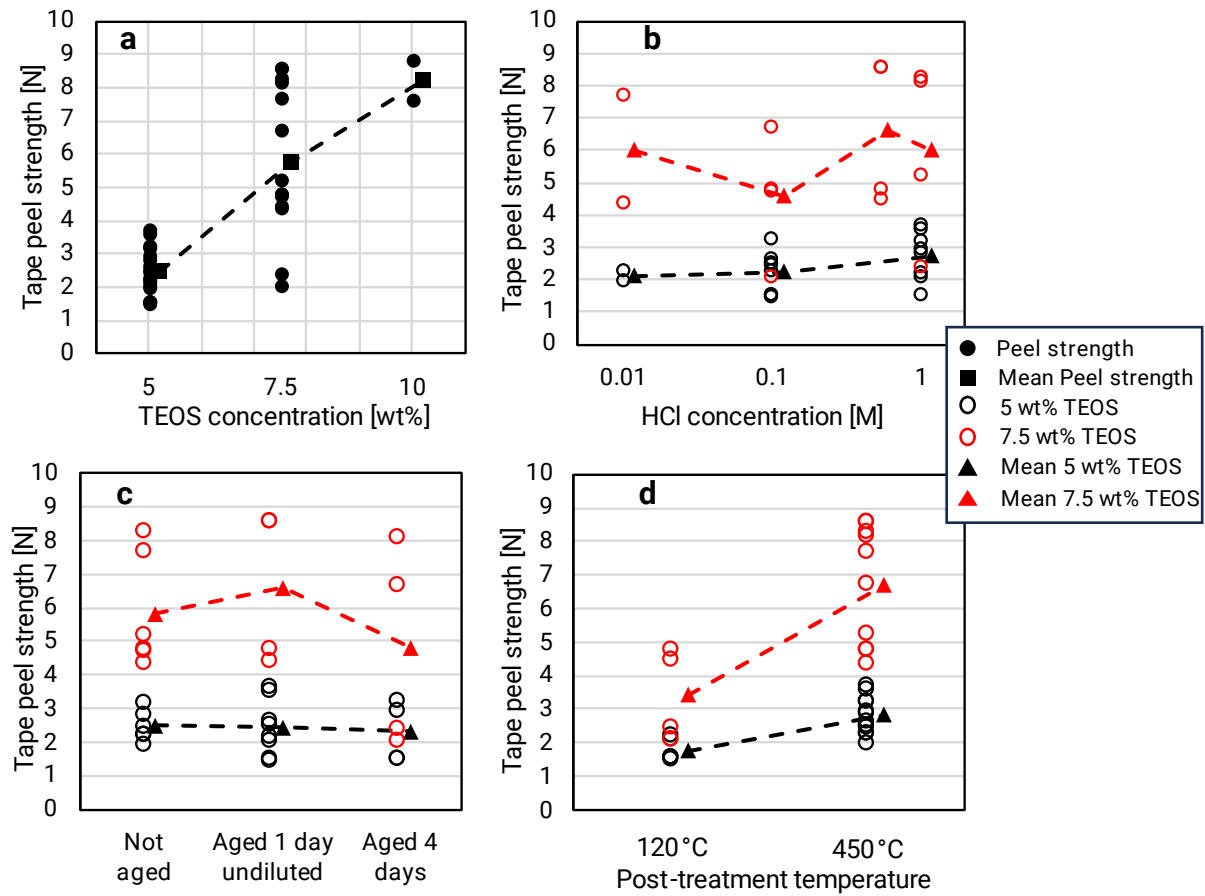 a
Tape peel strength [N]
10
9
8
7
6
5
4
3
2
1
0
5 7.5 10
TEOS concentration [wt%]
b
Tape peel strength [N]
10
9
8
7
6
5
4
3
2
1
0
0.01 0.1 1
HCl concentration [M]
Peel strength
Mean Peel strength
5 wt% TEOS
7.5 wt% TEOS
Mean 5 wt% TEOS
Mean 7.5 wt% TEOS
c
Tape peel strength [N]
10
9
8
7
6
5
4
3
2
1
0
Not aged
Aged 1 day undiluted
Aged 4 days
d
Tape peel strength [N]
10
9
8
7
6
5
4
3
2
1
0
120°C 450°C
Post-treatment temperature